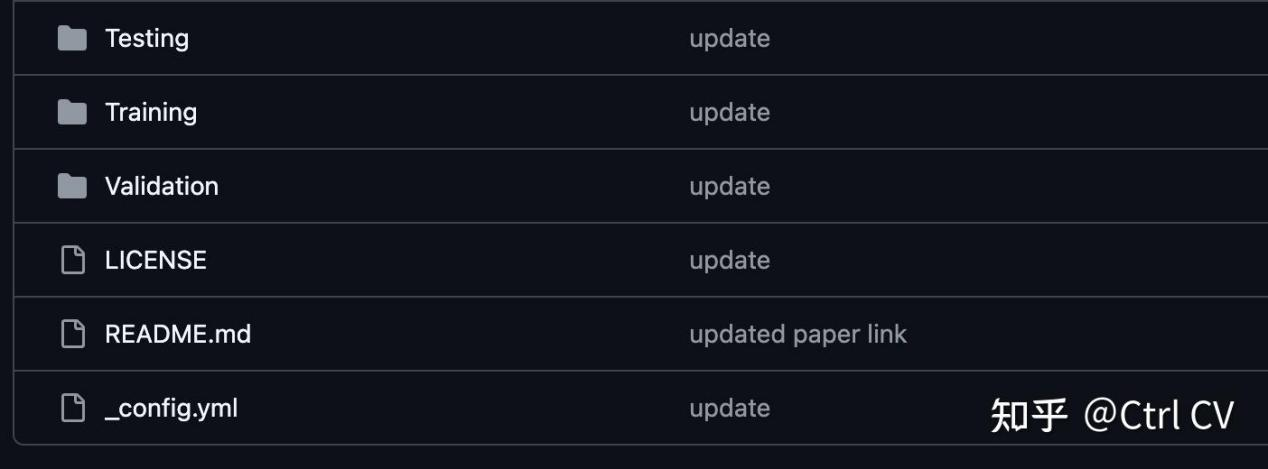 Testing update
Training update
Validation update
LICENSE update
README.md updated paper link
_config.yml update
知乎 @Ctrl CV